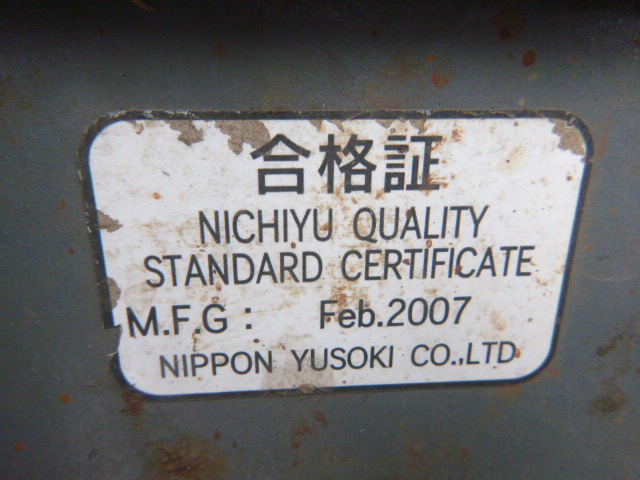 合格証
NICHIYU QUALITY
STANDARD CERTIFICATE
M.F.G : Feb.2007
NIPPON YUSOKI CO.,LTD